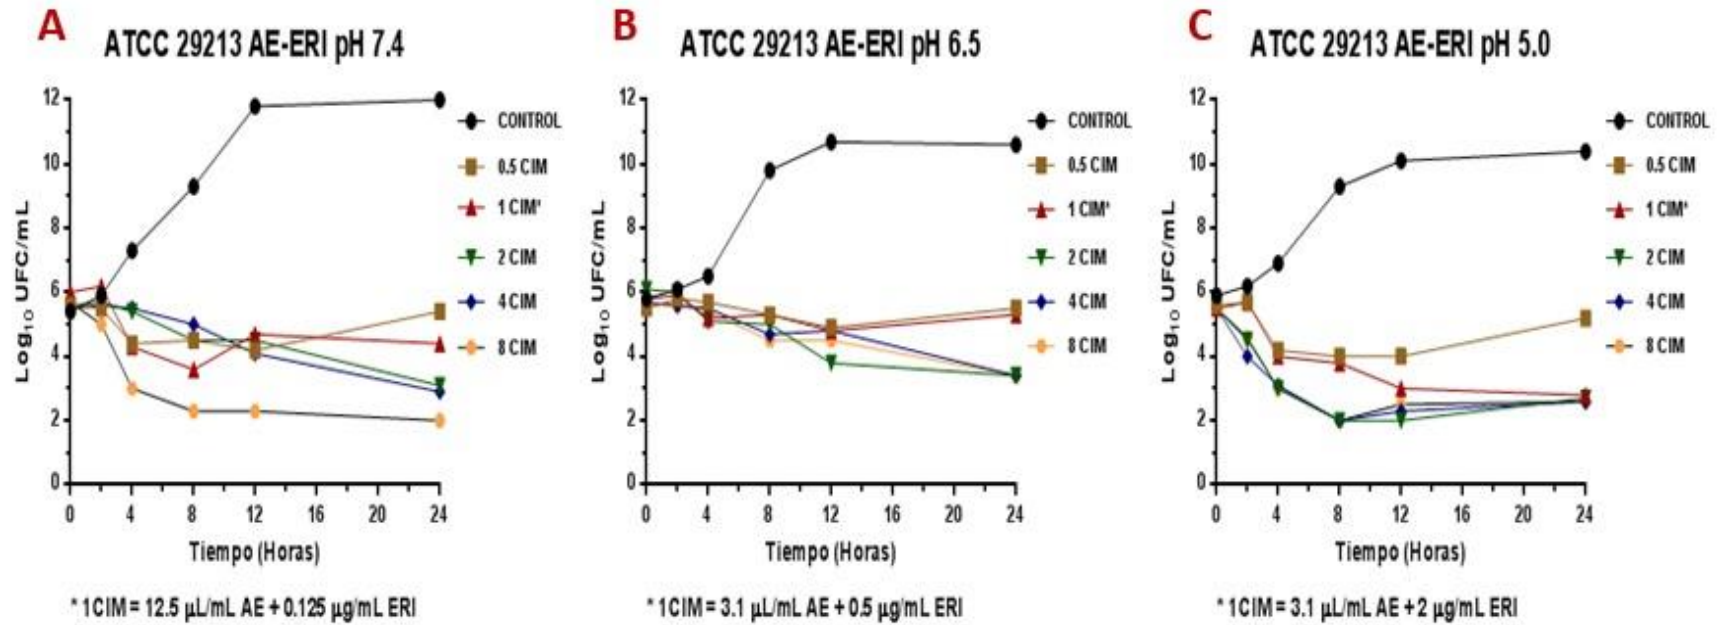 A
ATCC 29213 AE-ERI pH 7.4
12
10
8
6
4
2
0
Log₁₀ UFC/mL
0 4 8 12 16 20 24
Tiempo (Horas)
CONTROL
0.5 CIM
1 CIM*
2 CIM
4 CIM
8 CIM
* 1CIM = 12.5 µL/mL AE + 0.125 µg/mL ERI
B
ATCC 29213 AE-ERI pH 6.5
12
10
8
6
4
2
0
Log₁₀ UFC/mL
0 4 8 12 16 20 24
Tiempo (Horas)
CONTROL
0.5 CIM
1 CIM*
2 CIM
4 CIM
8 CIM
* 1CIM = 3.1 µL/mL AE + 0.5 µg/mL ERI
C
ATCC 29213 AE-ERI pH 5.0
12
10
8
6
4
2
0
Log₁₀ UFC/mL
0 4 8 12 16 20 24
Tiempo (Horas)
CONTROL
0.5 CIM
1 CIM*
2 CIM
4 CIM
8 CIM
* 1CIM = 3.1 µL/mL AE + 2 µg/mL ERI